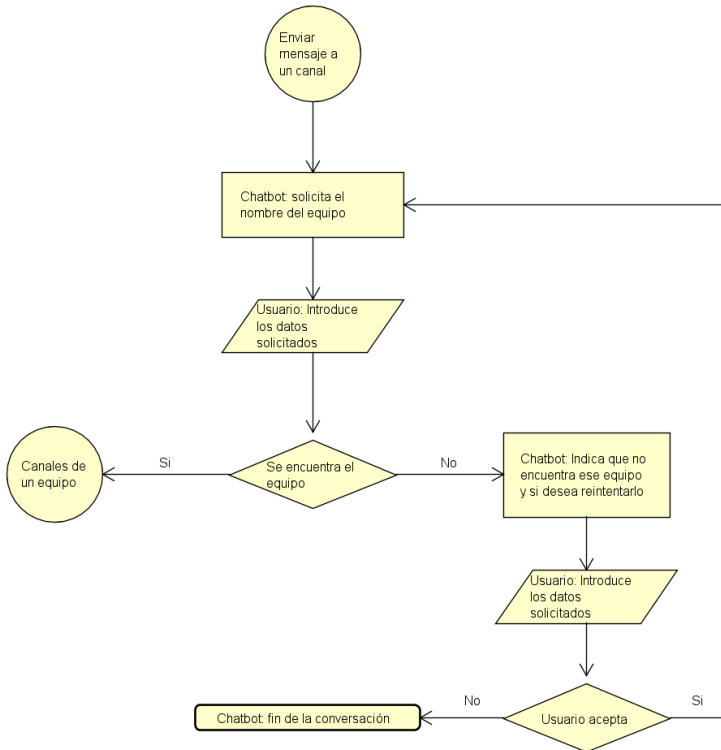 Enviar
mensaje a
un canal
Chatbot: solicita el
nombre del equipo
Usuario: Introduce
los datos
solicitados
Canales de
un equipo
Si
Se encuentra el
equipo
No
Chatbot: Indica que no
encuentra ese equipo
y si desea reintentarlo
Usuario: Introduce
los datos
solicitados
Chatbot: fin de la conversación
No
Usuario acepta
Si